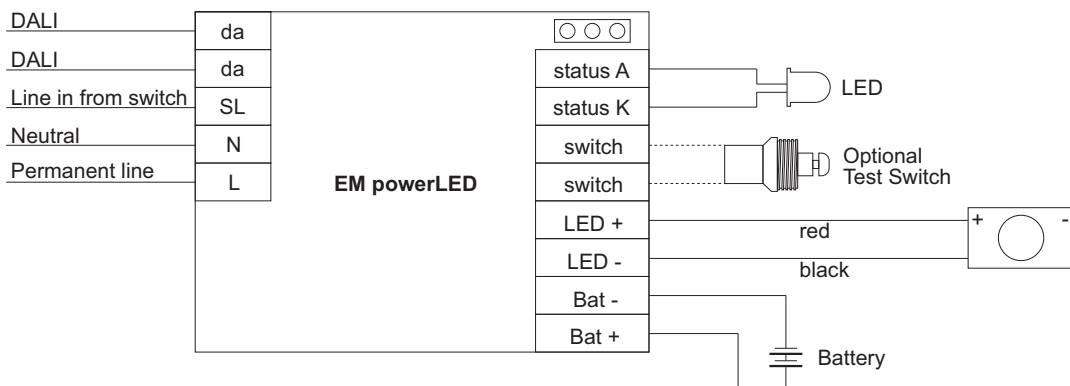 DALI
da
DALI
da
Line in from switch
SL
Neutral
N
Permanent line
L
EM powerLED
status A
status K
LED
switch
switch
Optional
Test Switch
LED +
red
+ -
LED -
black
Bat -
Bat +
Battery